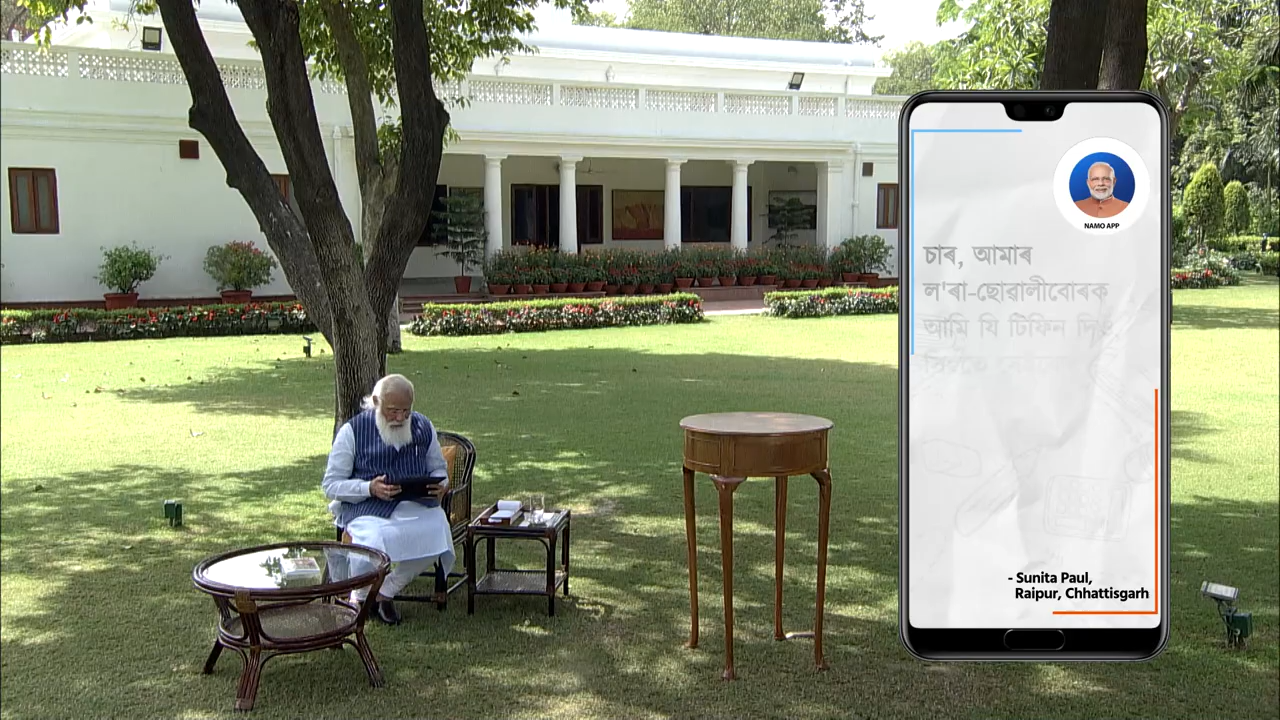 NAMO APP
চাৰ, আমাৰ
ল'ৰা-ছোৱালীবোৰক
আমি যি টিফিন দিওঁ
- Sunita Paul,
Raipur, Chhattisgarh